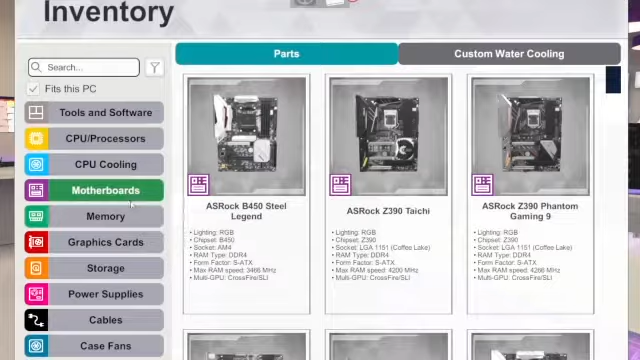 Inventory
Parts
Custom Water Cooling
Search...
Fits this PC
Tools and Software
CPU/Processors
CPU Cooling
Motherboards
Memory
Graphics Cards
Storage
Power Supplies
Cables
Case Fans
ASRock B450 Steel
Legend
• Lighting: RGB
• Chipset: B450
• Socket: AM4
• RAM Type: DDR4
• Form Factor: S-ATX
• Max RAM speed: 3466 MHz
• Multi-GPU: CrossFire/SLI
ASRock Z390 Taichi
• Lighting: RGB
• Chipset: Z390
• Socket: LGA 1151 (Coffee Lake)
• RAM Type: DDR4
• Form Factor: S-ATX
• Max RAM speed: 4200 MHz
• Multi-GPU: CrossFire/SLI
ASRock Z390 Phantom
Gaming 9
• Lighting: RGB
• Chipset: Z390
• Socket: LGA 1151 (Coffee Lake)
• RAM Type: DDR4
• Form Factor: S-ATX
• Max RAM speed: 4266 MHz
• Multi-GPU: CrossFire/SLI